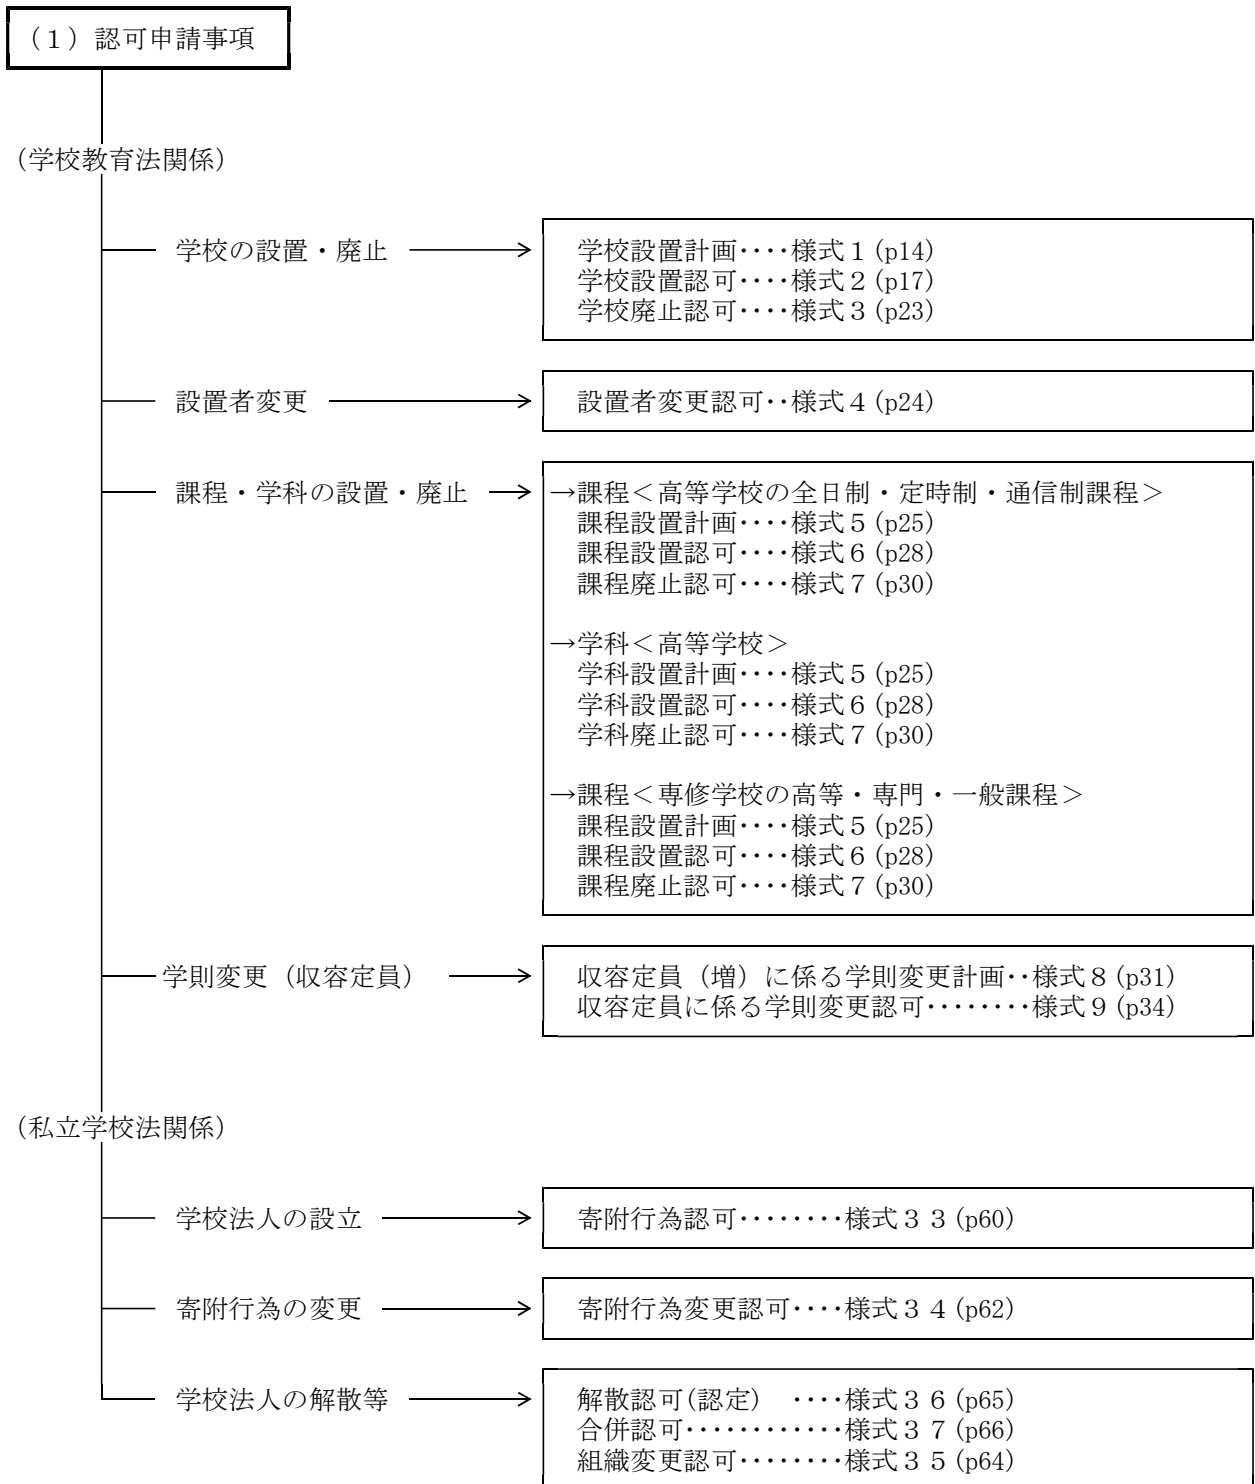 （１）認可申請事項
（学校教育法関係）
学校の設置・廃止
学校設置計画････様式１(p14)
学校設置認可････様式２(p17)
学校廃止認可････様式３(p23)
設置者変更
設置者変更認可･･様式４(p24)
課程・学科の設置・廃止
→課程＜高等学校の全日制・定時制・通信制課程＞
課程設置計画････様式５(p25)
課程設置認可････様式６(p28)
課程廃止認可････様式７(p30)
→学科＜高等学校＞
学科設置計画････様式５(p25)
学科設置認可････様式６(p28)
学科廃止認可････様式７(p30)
→課程＜専修学校の高等・専門・一般課程＞
課程設置計画････様式５(p25)
課程設置認可････様式６(p28)
課程廃止認可････様式７(p30)
学則変更（収容定員）
収容定員（増）に係る学則変更計画･･様式８(p31)
収容定員に係る学則変更認可････････様式９(p34)
（私立学校法関係）
学校法人の設立
寄附行為認可････････様式３３(p60)
寄附行為の変更
寄附行為変更認可････様式３４(p62)
学校法人の解散等
解散認可(認定)　････様式３６(p65)
合併認可････････････様式３７(p66)
組織変更認可････････様式３５(p64)